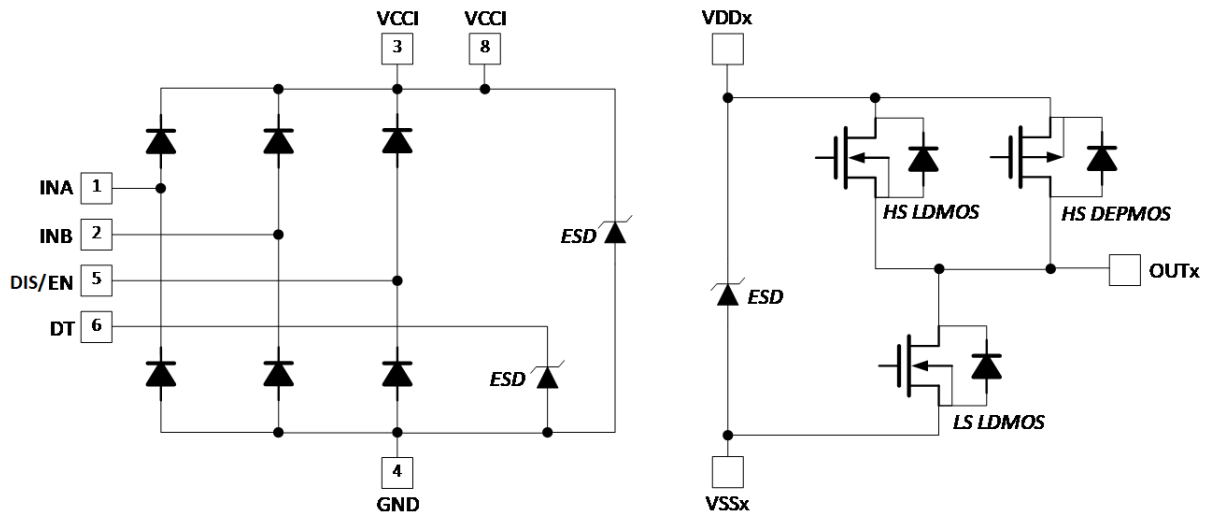 VCCI VCCI VDDx
3 8
INA 1
HS LDMOS HS DEPMOS
INB 2
ESD
DIS/EN 5
OUTx
ESD
DT 6
ESD
LS LDMOS
4
GND VSSx